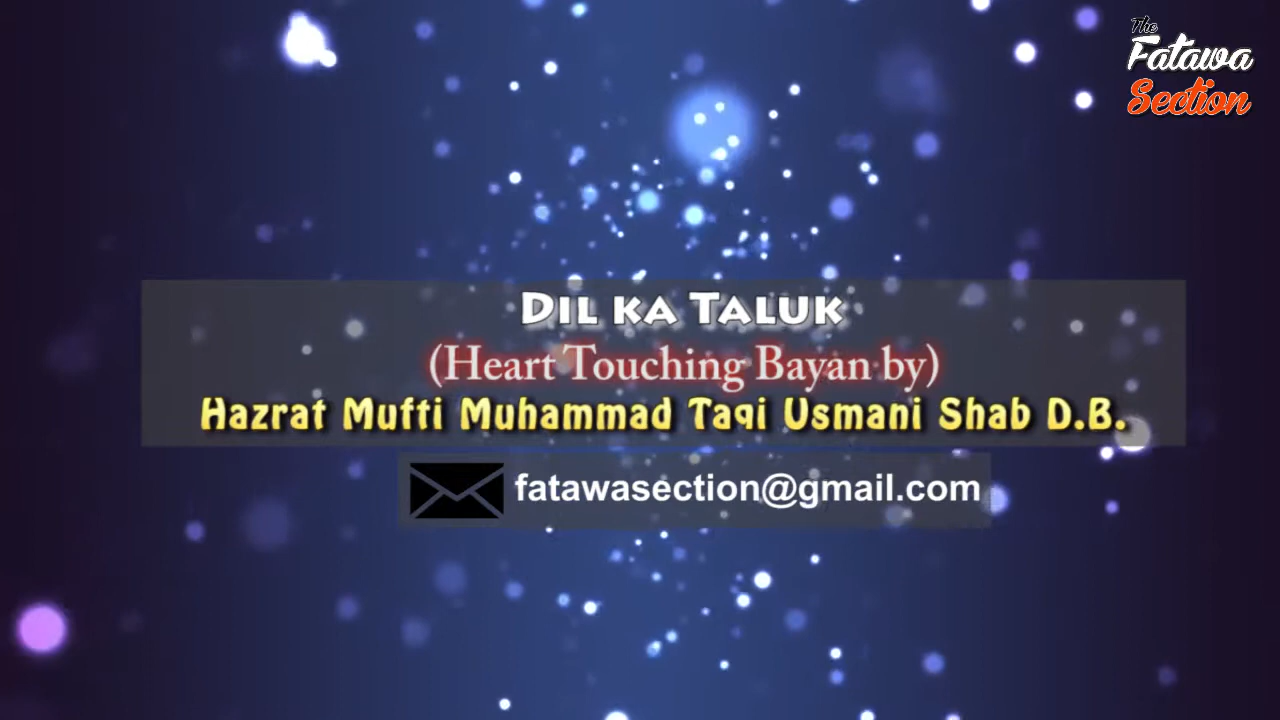 The
Fatawa
Section
Dil ka Taluk
(Heart Touching Bayan by)
Hazrat Mufti Muhammad Taqi Usmani Shab D.B.
fatawasection@gmail.com